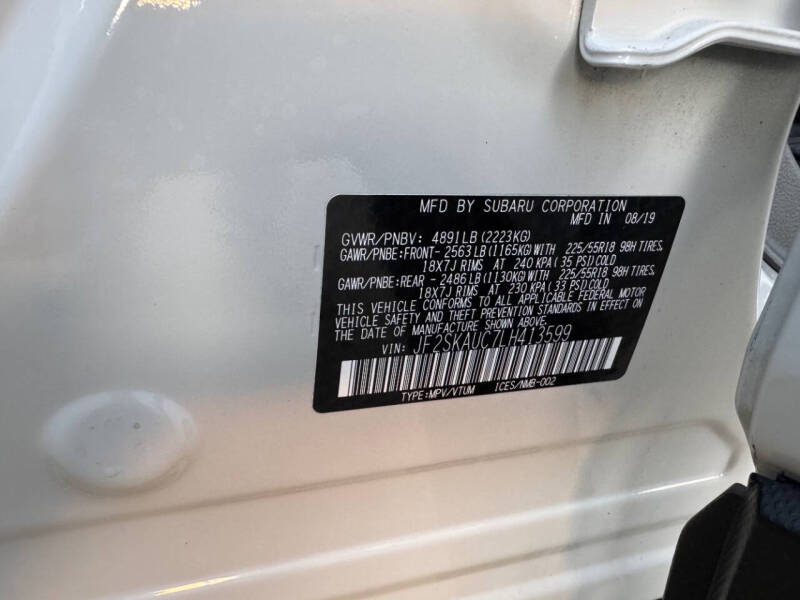 MFD BY SUBARU CORPORATION
MFD IN 08/19
GVWR/PNBV: 4891LB (2223KG)
GAWR/PNBE: FRONT- 2563LB (1165KG) WITH 225/55R18 98H TIRES,
18X7J RIMS AT 240 KPA (35 PSI) COLD
GAWR/PNBE: REAR - 2486LB (1130KG) WITH 225/55R18 98H TIRES,
18X7J RIMS AT 230 KPA (33 PSI) COLD
THIS VEHICLE CONFORMS TO ALL APPLICABLE FEDERAL MOTOR
VEHICLE SAFETY AND THEFT PREVENTION STANDARDS IN EFFECT ON
THE DATE OF MANUFACTURE SHOWN ABOVE.
VIN: JF2SKAUC7LH413599
TYPE:MPV/VTUM ICES/NMB-002